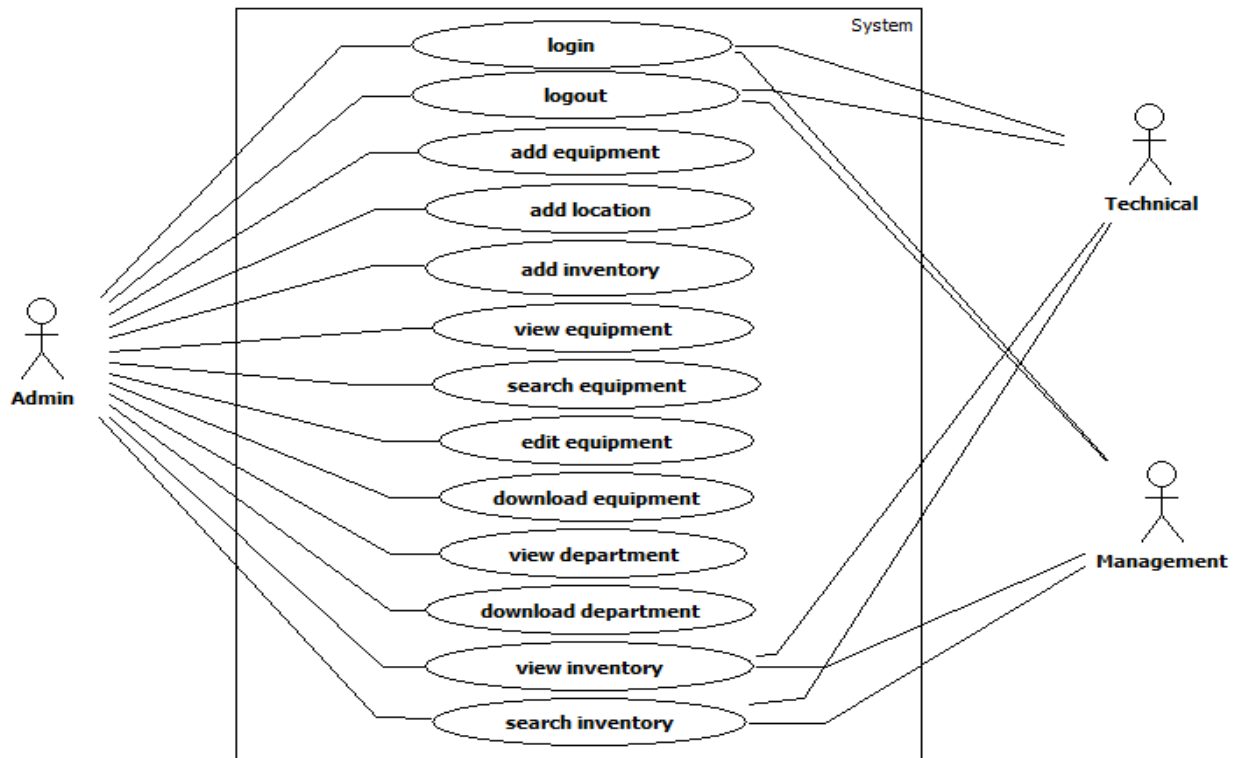 System
login
logout
add equipment
Technical
add location
add inventory
view equipment
search equipment
Admin
edit equipment
download equipment
view department
Management
download department
view inventory
search inventory